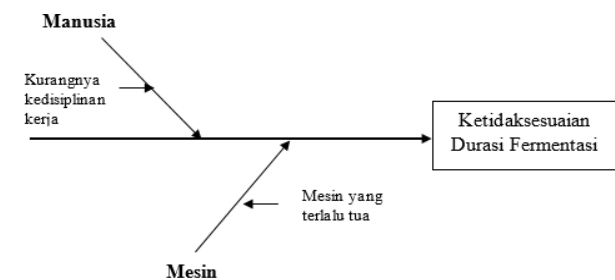 Manusia
Kurangnya
kedisiplinan
kerja
Ketidaksesuaian
Durasi Fermentasi
Mesin yang
terlalu tua
Mesin